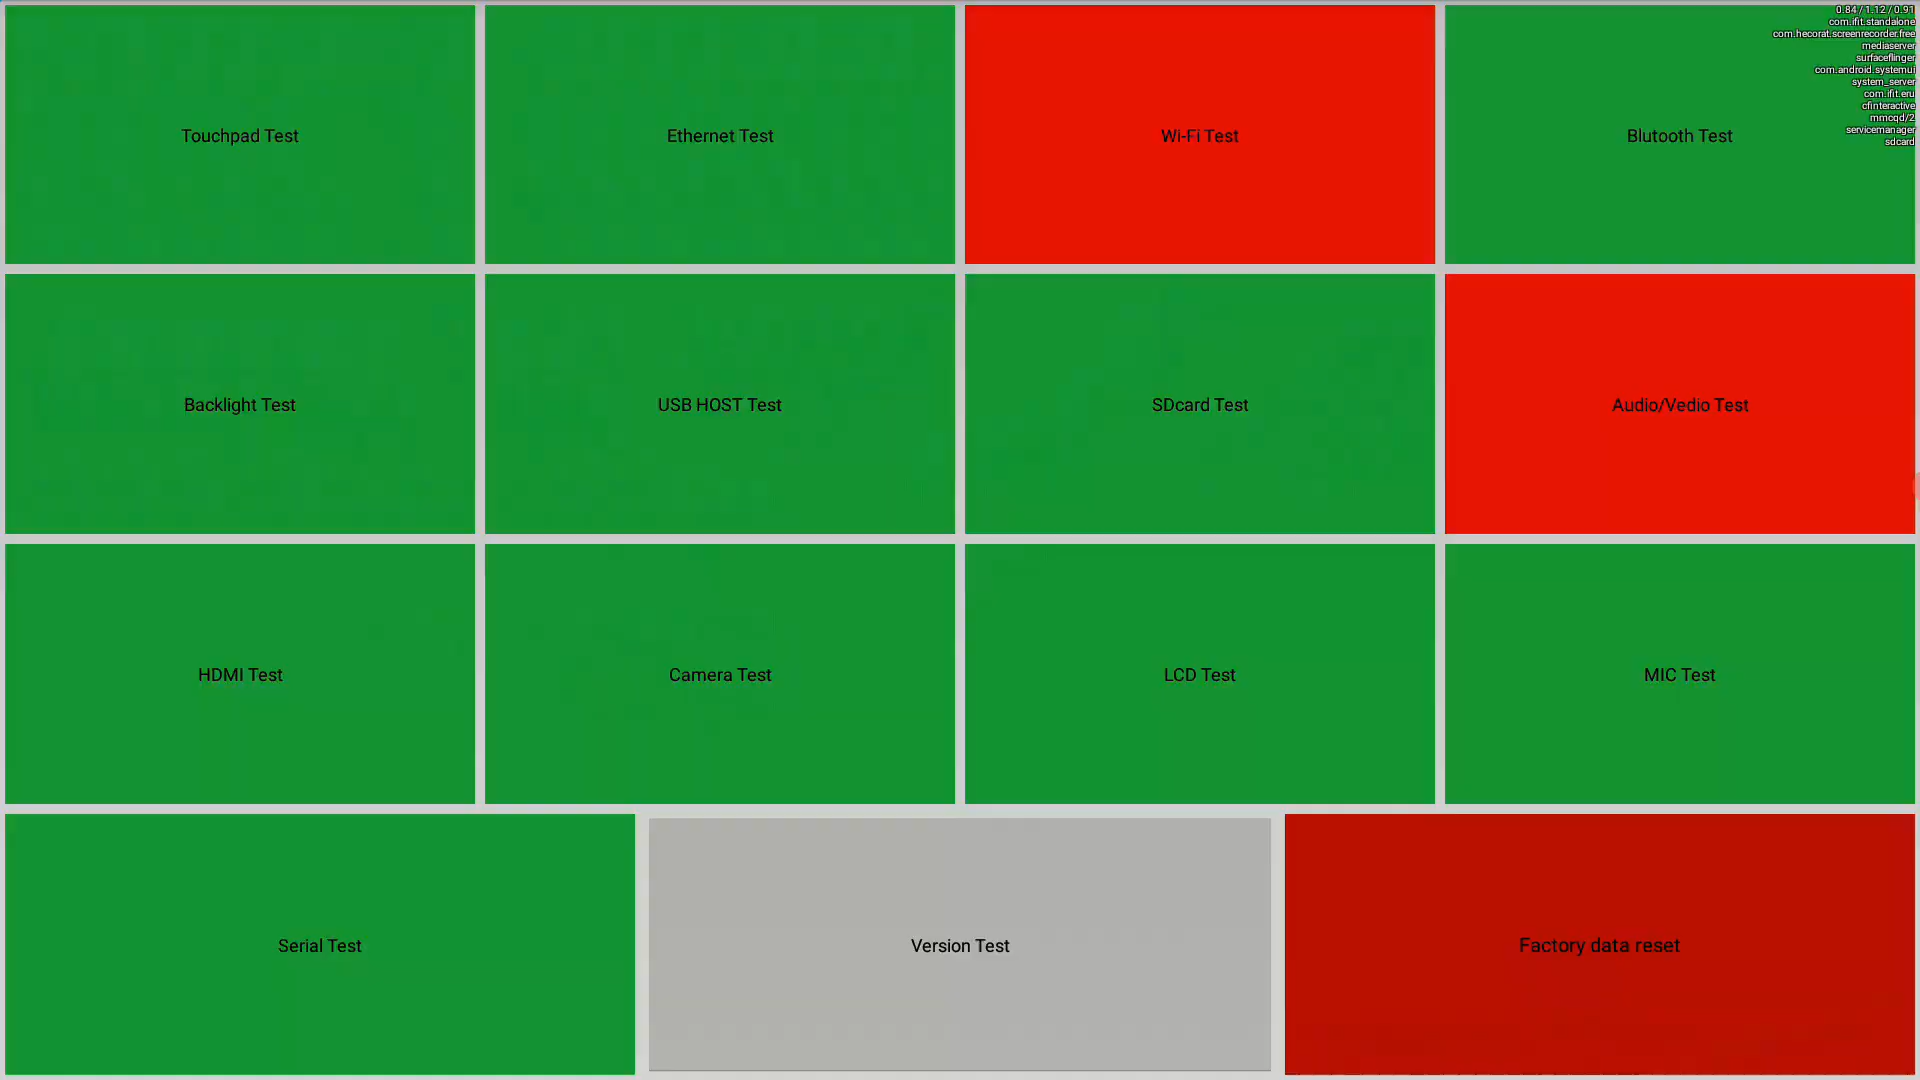 Touchpad Test
Ethernet Test
Wi-Fi Test
Blutooth Test
0.84 / 1.12 / 0.91
com.ifit.standalone
com.hecorat.screenrecorder.free
mediaserver
surfaceflinger
com.android.systemui
system_server
com.ifit.eru
cfinteractive
mmcqd/2
servicemanager
sdcard
Backlight Test
USB HOST Test
SDcard Test
Audio/Vedio Test
HDMI Test
Camera Test
LCD Test
MIC Test
Serial Test
Version Test
Factory data reset